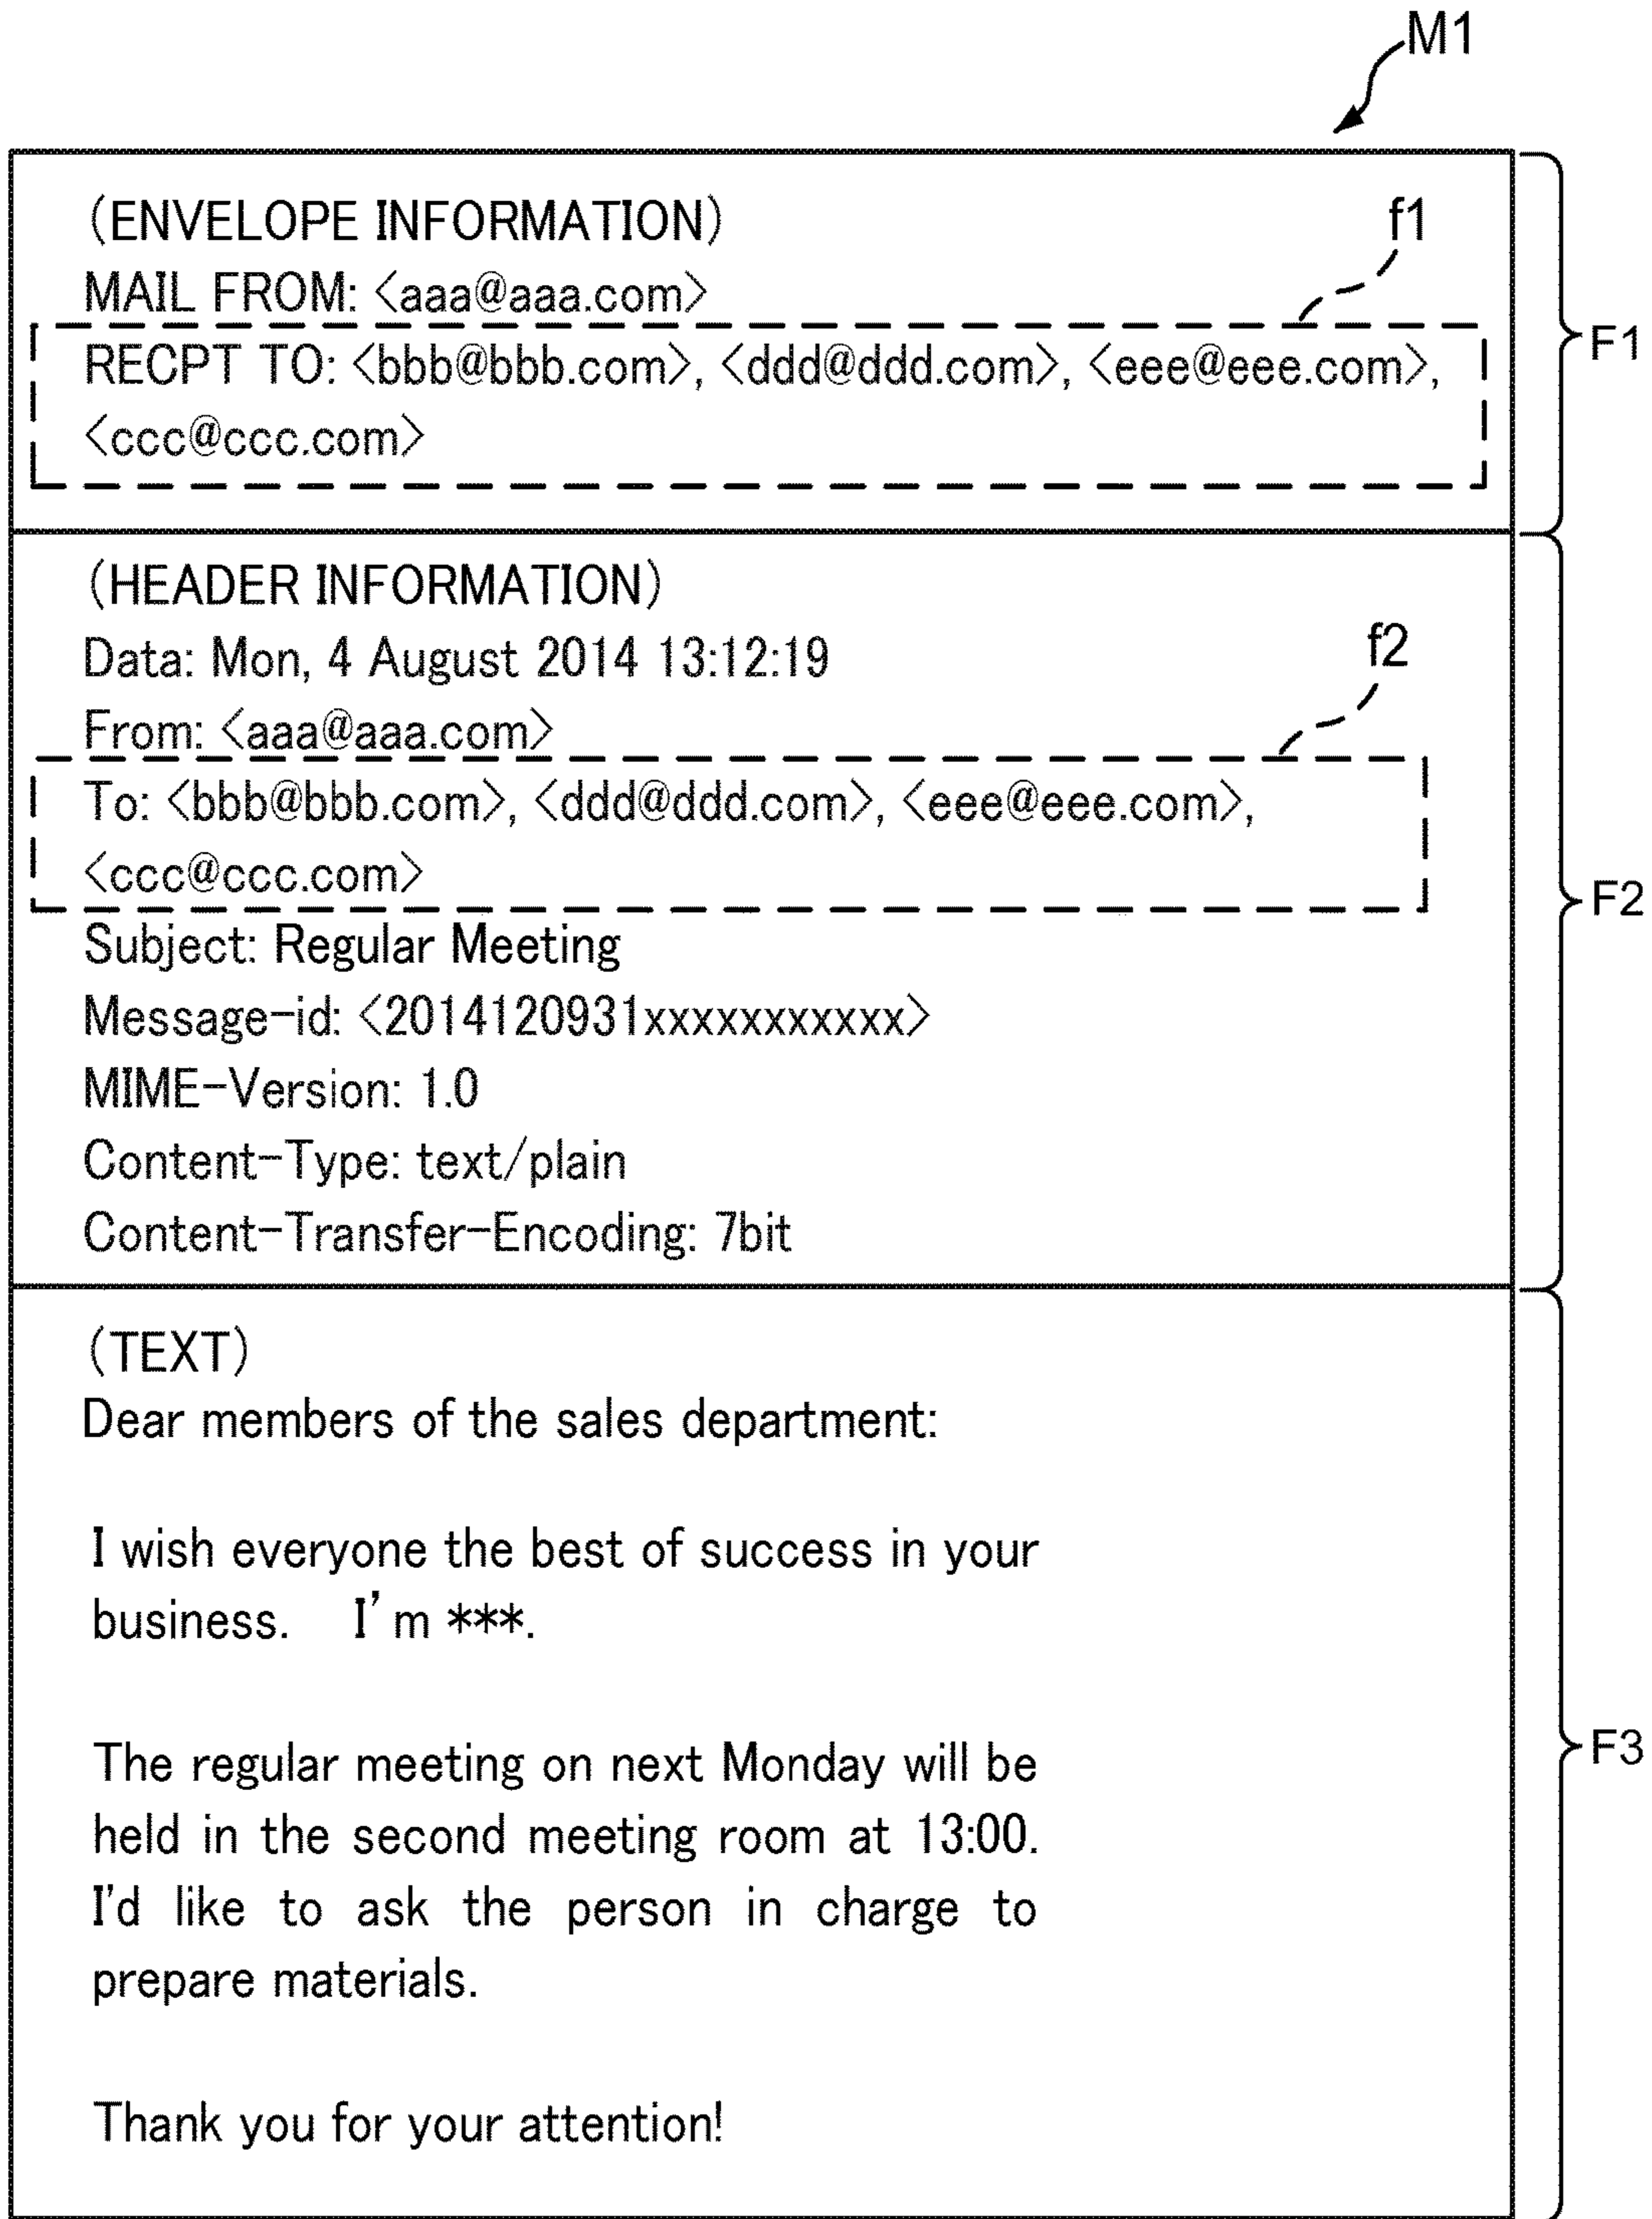 M1
(ENVELOPE INFORMATION)
f1
MAIL FROM: <aaa@aaa.com>
RECPT TO: <bbb@bbb.com>, <ddd@ddd.com>, <eee@eee.com>,
<ccc@ccc.com>
F1
(HEADER INFORMATION)
Data: Mon, 4 August 2014 13:12:19
f2
From: <aaa@aaa.com>
To: <bbb@bbb.com>, <ddd@ddd.com>, <eee@eee.com>,
<ccc@ccc.com>
F2
Subject: Regular Meeting
Message-id: <2014120931xxxxxxxxxxx>
MIME-Version: 1.0
Content-Type: text/plain
Content-Transfer-Encoding: 7bit
(TEXT)
Dear members of the sales department:
I wish everyone the best of success in your
business. I'm ***.
The regular meeting on next Monday will be
F3
held in the second meeting room at 13:00.
I'd like to ask the person in charge to
prepare materials.
Thank you for your attention!